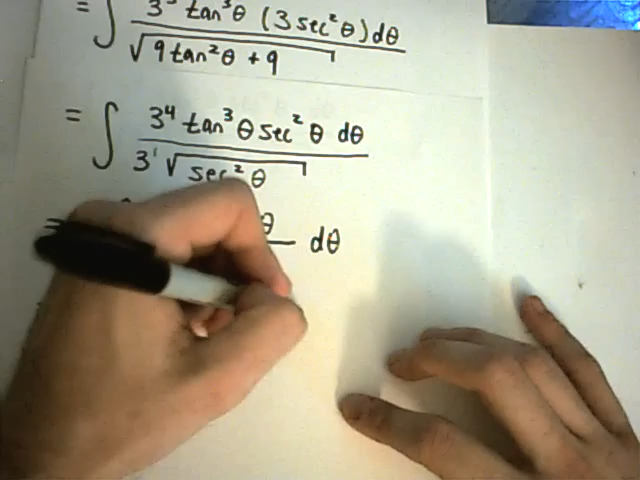 = ∫ 3³ tan³θ (3 sec²θ) dθ / √(9 tan²θ + 9)
= ∫ 3⁴ tan³θ sec²θ dθ / 3¹ √(sec²θ)
= θ dθ